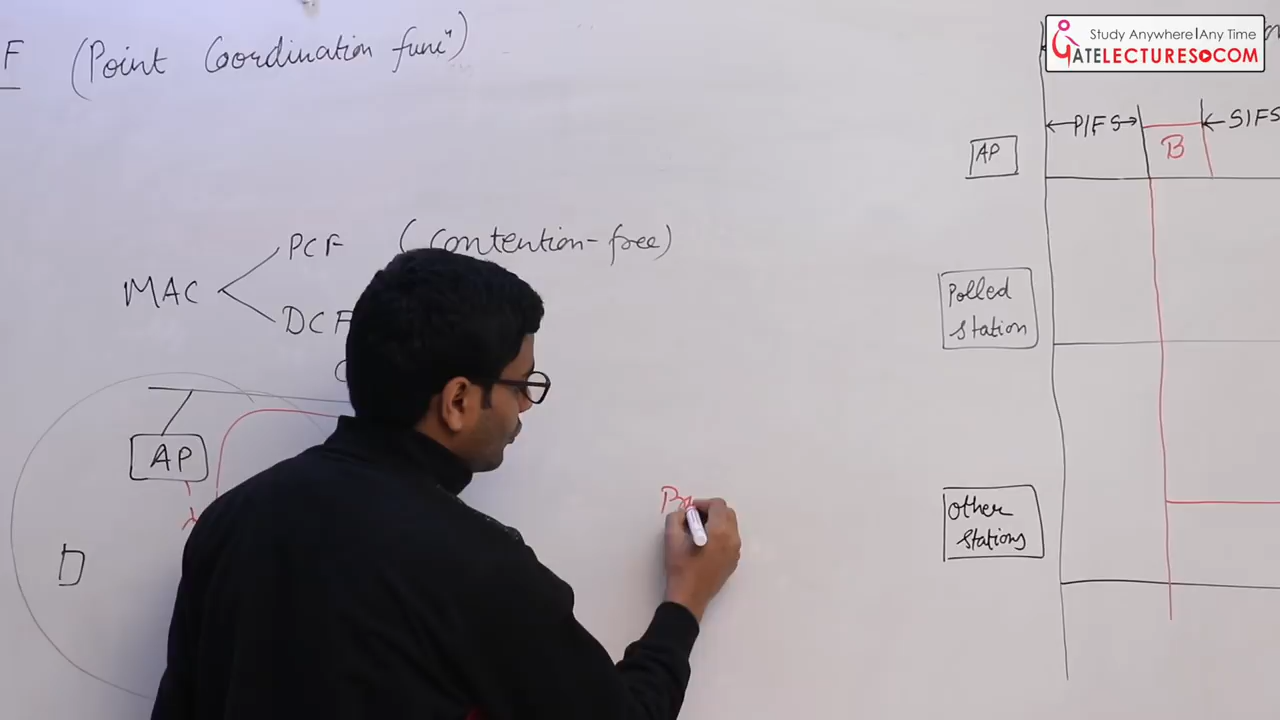 F (Point Coordination funcⁿ)
MAC
PCF (Contention-free)
DCF
AP
D
AP
PIFS
B
SIFS
Polled
Station
Other
Stations
Study Anywhere|Any Time
GATELECTURES.COM